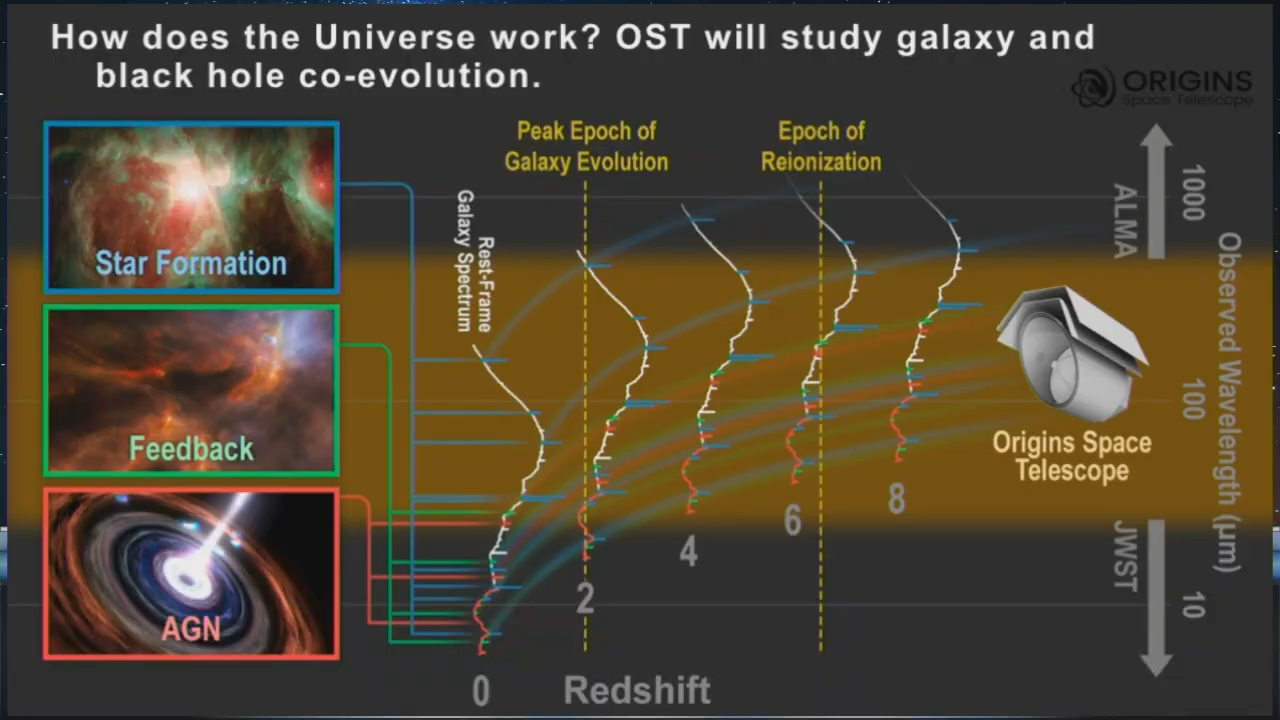 How does the Universe work? OST will study galaxy and
black hole co-evolution.
ORIGINS
Space Telescope
Star Formation
Feedback
AGN
Rest-Frame
Galaxy Spectrum
Peak Epoch of
Galaxy Evolution
Epoch of
Reionization
ALMA
JWST
1000
100
10
Observed Wavelength (μm)
Origins Space
Telescope
0
2
4
6
8
Redshift